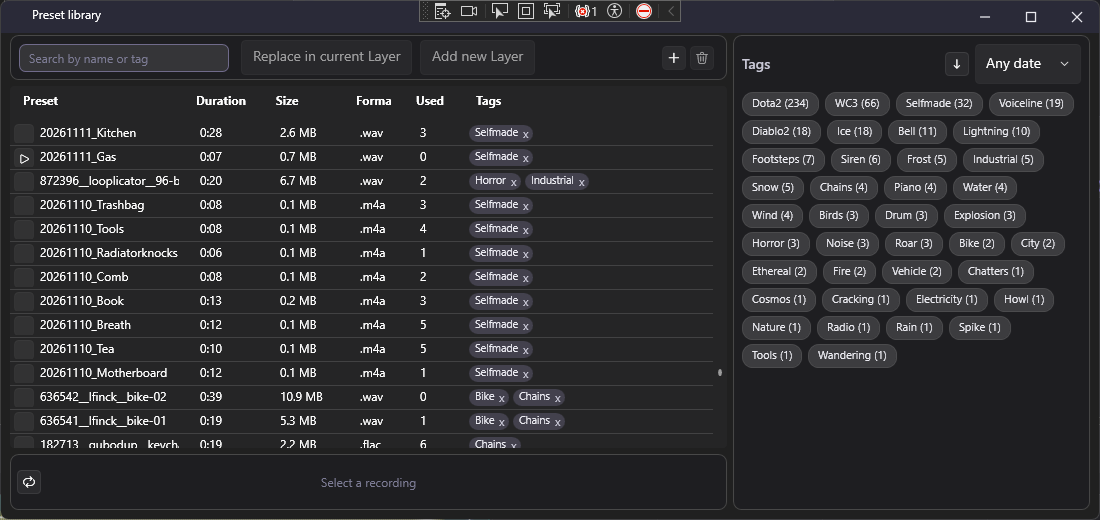 Preset library
1
Search by name or tag
Replace in current Layer
Add new Layer
Preset Duration Size Forma Used Tags
20261111_Kitchen 0:28 2.6 MB .wav 3 Selfmade x
20261111_Gas 0:07 0.7 MB .wav 0 Selfmade x
872396__looplicator__96-b 0:20 6.7 MB .wav 2 Horror x Industrial x
20261110_Trashbag 0:08 0.1 MB .m4a 3 Selfmade x
20261110_Tools 0:08 0.1 MB .m4a 4 Selfmade x
20261110_Radiatorknocks 0:06 0.1 MB .m4a 1 Selfmade x
20261110_Comb 0:08 0.1 MB .m4a 2 Selfmade x
20261110_Book 0:13 0.2 MB .m4a 3 Selfmade x
20261110_Breath 0:12 0.1 MB .m4a 5 Selfmade x
20261110_Tea 0:10 0.1 MB .m4a 5 Selfmade x
20261110_Motherboard 0:12 0.1 MB .m4a 1 Selfmade x
636542__lfinck__bike-02 0:39 10.9 MB .wav 0 Bike x Chains x
636541__lfinck__bike-01 0:19 5.3 MB .wav 1 Bike x Chains x
182713__qubodup__keycha 0:19 2.2 MB .flac 6 Chains x
Select a recording
Tags
Any date
Dota2 (234) WC3 (66) Selfmade (32) Voiceline (19)
Diablo2 (18) Ice (18) Bell (11) Lightning (10)
Footsteps (7) Siren (6) Frost (5) Industrial (5)
Snow (5) Chains (4) Piano (4) Water (4)
Wind (4) Birds (3) Drum (3) Explosion (3)
Horror (3) Noise (3) Roar (3) Bike (2) City (2)
Ethereal (2) Fire (2) Vehicle (2) Chatters (1)
Cosmos (1) Cracking (1) Electricity (1) Howl (1)
Nature (1) Radio (1) Rain (1) Spike (1)
Tools (1) Wandering (1)